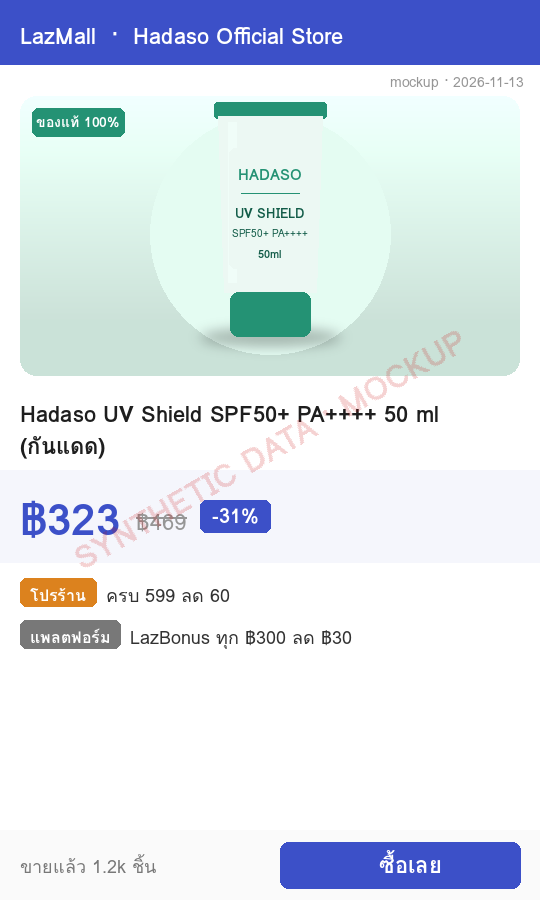 LazMall · Hadaso Official Store
mockup · 2026-11-13
ของแท้ 100%
HADASO
UV SHIELD
SPF50+ PA++++
50ml
Hadaso UV Shield SPF50+ PA++++ 50 ml
(กันแดด)
฿323 ฿469 -31%
SYNTHETIC DATA · MOCKUP
โปรร้าน ครบ 599 ลด 60
แพลตฟอร์ม LazBonus ทุก ฿300 ลด ฿30
ขายแล้ว 1.2k ชิ้น ซื้อเลย